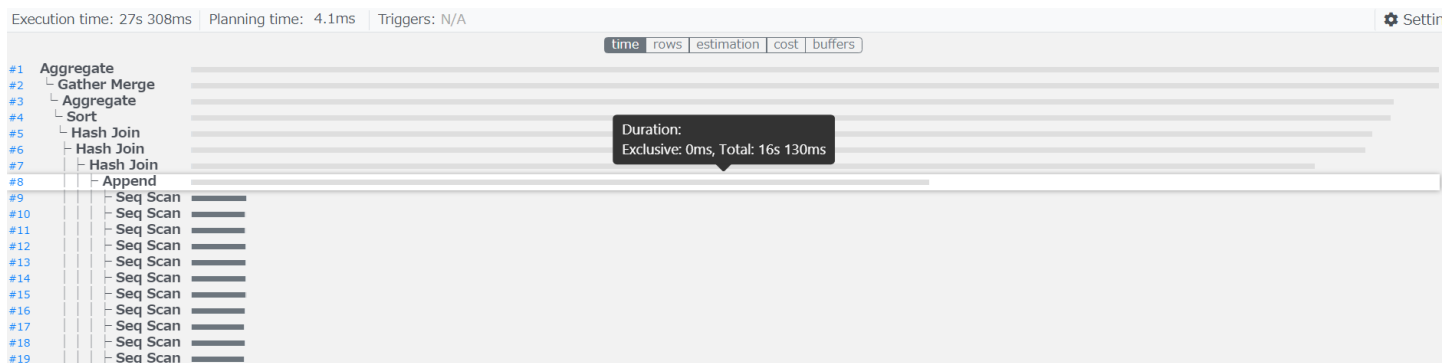 Execution time: 27s 308ms Planning time: 4.1ms Triggers: N/A Settin
time rows estimation cost buffers
#1 Aggregate
#2 Gather Merge
#3 Aggregate
#4 Sort
#5 Hash Join
#6 Hash Join
#7 Hash Join
Duration:
Exclusive: 0ms, Total: 16s 130ms
#8 Append
#9 Seq Scan
#10 Seq Scan
#11 Seq Scan
#12 Seq Scan
#13 Seq Scan
#14 Seq Scan
#15 Seq Scan
#16 Seq Scan
#17 Seq Scan
#18 Seq Scan
#19 Seq Scan